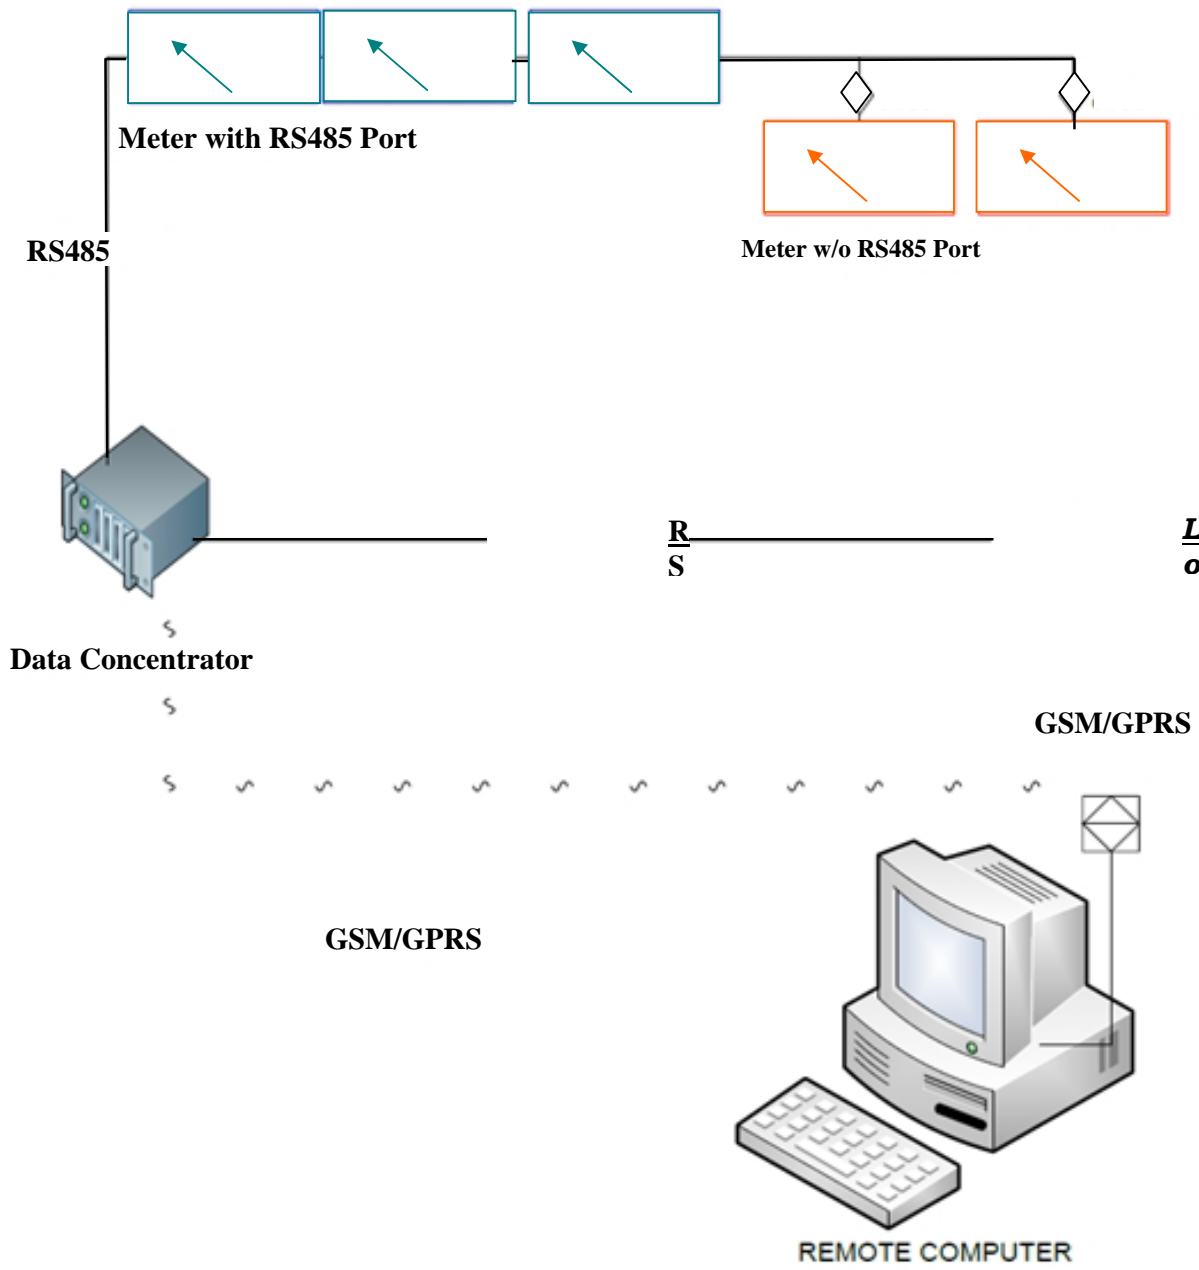 Meter with RS485 Port
RS485
Meter w/o RS485 Port
R
S
L
o
Data Concentrator
GSM/GPRS
GSM/GPRS
REMOTE COMPUTER